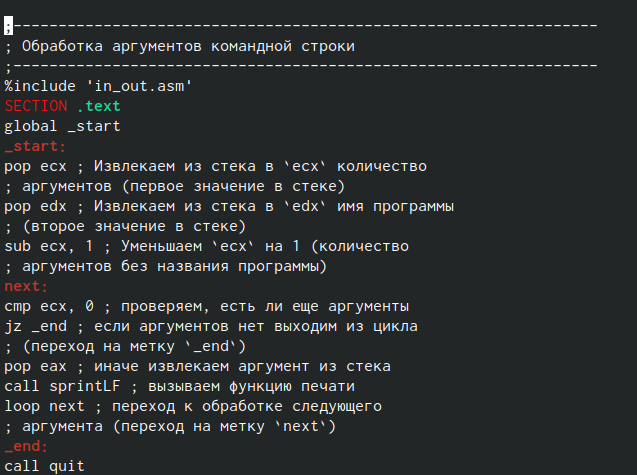 ;-----------------------------------------------------------------
; Обработка аргументов командной строки
;-----------------------------------------------------------------
%include 'in_out.asm'
SECTION .text
global _start
_start:
pop ecx ; Извлекаем из стека в `ecx` количество
; аргументов (первое значение в стеке)
pop edx ; Извлекаем из стека в `edx` имя программы
; (второе значение в стеке)
sub ecx, 1 ; Уменьшаем `ecx` на 1 (количество
; аргументов без названия программы)
next:
cmp ecx, 0 ; проверяем, есть ли еще аргументы
jz _end ; если аргументов нет выходим из цикла
; (переход на метку `_end`)
pop eax ; иначе извлекаем аргумент из стека
call sprintLF ; вызываем функцию печати
loop next ; переход к обработке следующего
; аргумента (переход на метку `next`)
_end:
call quit